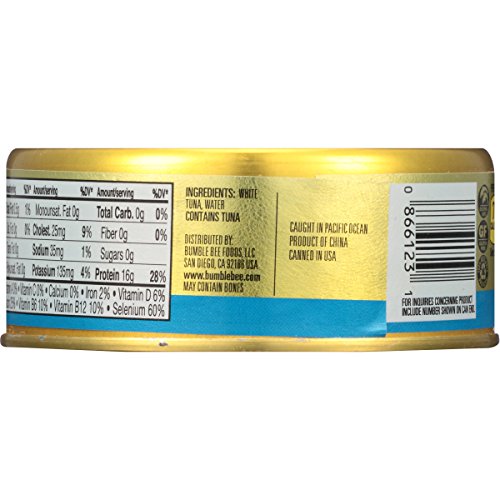 %DV* Amount/serving %DV* Amount/serving %DV*
1% Monounsat. Fat 0g Total Carb. 0g 0%
0% Cholest. 25mg 9% Fiber 0g 0%
Sodium 35mg 1% Sugars 0g
Potassium 135mg 4% Protein 16g 28%
Vitamin C 0% • Calcium 0% • Iron 2% • Vitamin D 6%
Vitamin B6 10% • Vitamin B12 10% • Selenium 60%
INGREDIENTS: WHITE
TUNA, WATER
CONTAINS TUNA
DISTRIBUTED BY:
BUMBLE BEE FOODS, LLC
SAN DIEGO, CA 92186 USA
www.bumblebee.com
MAY CONTAIN BONES
CAUGHT IN PACIFIC OCEAN
PRODUCT OF CHINA
CANNED IN USA
0 866123 1
FOR INQUIRIES CONCERNING PRODUCT
INCLUDE NUMBER SHOWN ON CAN END.